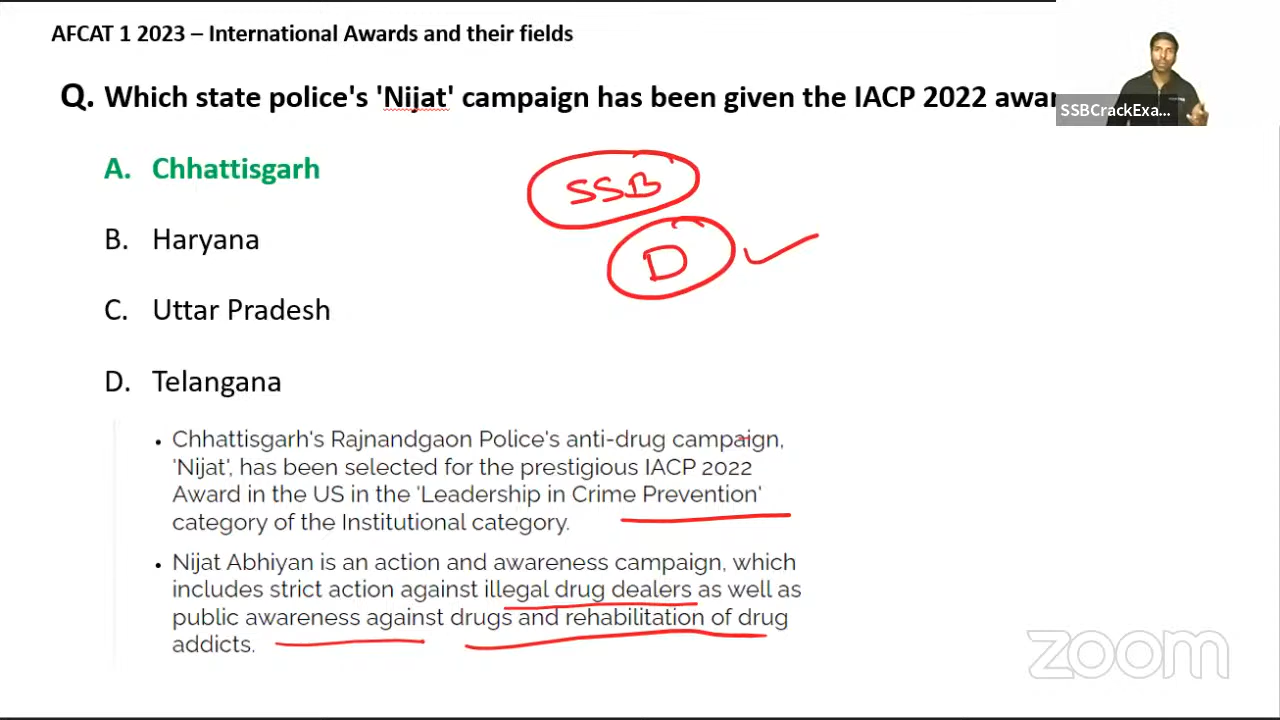 AFCAT 1 2023 – International Awards and their fields
Q. Which state police's 'Nijat' campaign has been given the IACP 2022 awar
SSBCrackExa...
A. Chhattisgarh
SSB
B. Haryana
D
C. Uttar Pradesh
D. Telangana
• Chhattisgarh's Rajnandgaon Police's anti-drug campaign,
'Nijat', has been selected for the prestigious IACP 2022
Award in the US in the 'Leadership in Crime Prevention'
category of the Institutional category.
• Nijat Abhiyan is an action and awareness campaign, which
includes strict action against illegal drug dealers as well as
public awareness against drugs and rehabilitation of drug
addicts.
zoom